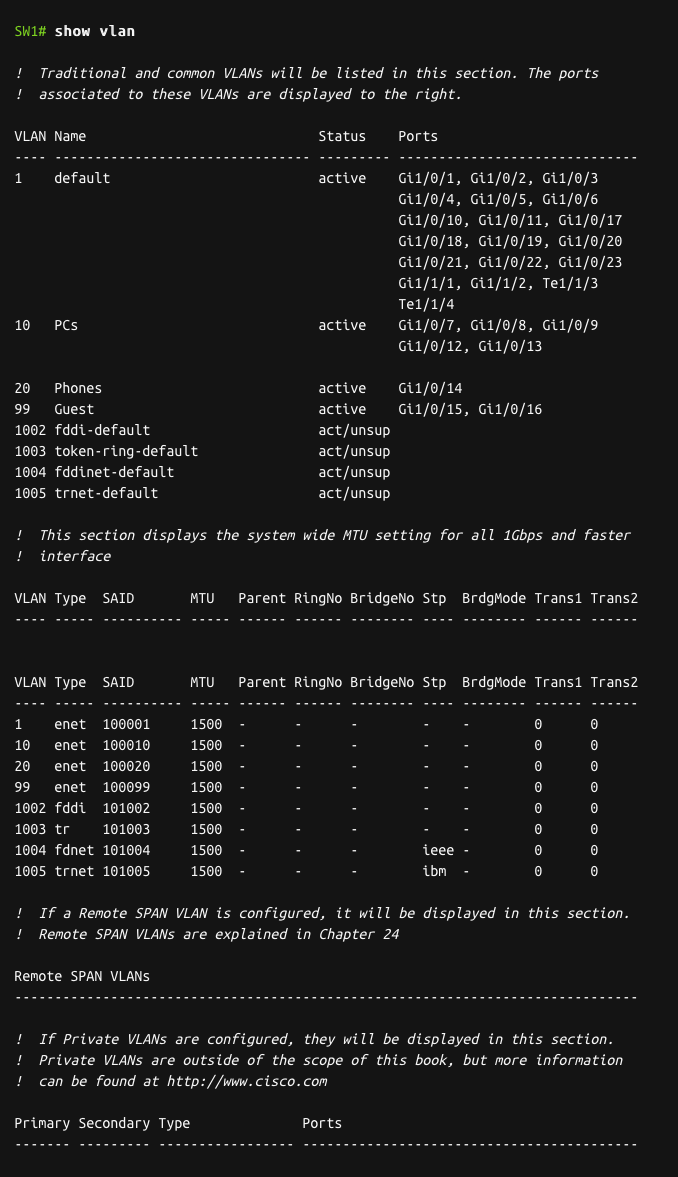 SW1# show vlan
!  Traditional and common VLANs will be listed in this section. The ports
!  associated to these VLANs are displayed to the right.
VLAN Name                             Status    Ports
---- -------------------------------- --------- ------------------------------
1    default                          active    Gi1/0/1, Gi1/0/2, Gi1/0/3
                                                Gi1/0/4, Gi1/0/5, Gi1/0/6
                                                Gi1/0/10, Gi1/0/11, Gi1/0/17
                                                Gi1/0/18, Gi1/0/19, Gi1/0/20
                                                Gi1/0/21, Gi1/0/22, Gi1/0/23
                                                Gi1/1/1, Gi1/1/2, Te1/1/3
                                                Te1/1/4
10   PCs                              active    Gi1/0/7, Gi1/0/8, Gi1/0/9
                                                Gi1/0/12, Gi1/0/13
20   Phones                           active    Gi1/0/14
99   Guest                            active    Gi1/0/15, Gi1/0/16
1002 fddi-default                     act/unsup
1003 token-ring-default               act/unsup
1004 fddinet-default                  act/unsup
1005 trnet-default                    act/unsup
!  This section displays the system wide MTU setting for all 1Gbps and faster
!  interface
VLAN Type  SAID       MTU   Parent RingNo BridgeNo Stp  BrdgMode Trans1 Trans2
---- ----- ---------- ----- ------ ------ -------- ---- -------- ------ ------
VLAN Type  SAID       MTU   Parent RingNo BridgeNo Stp  BrdgMode Trans1 Trans2
---- ----- ---------- ----- ------ ------ -------- ---- -------- ------ ------
1    enet  100001     1500  -      -      -        -    -        0      0
10   enet  100010     1500  -      -      -        -    -        0      0
20   enet  100020     1500  -      -      -        -    -        0      0
99   enet  100099     1500  -      -      -        -    -        0      0
1002 fddi  101002     1500  -      -      -        -    -        0      0
1003 tr    101003     1500  -      -      -        -    -        0      0
1004 fdnet 101004     1500  -      -      -        ieee -        0      0
1005 trnet 101005     1500  -      -      -        ibm  -        0      0
!  If a Remote SPAN VLAN is configured, it will be displayed in this section.
!  Remote SPAN VLANs are explained in Chapter 24
Remote SPAN VLANs
------------------------------------------------------------------------------
!  If Private VLANs are configured, they will be displayed in this section.
!  Private VLANs are outside of the scope of this book, but more information
!  can be found at http://www.cisco.com
Primary Secondary Type              Ports
------- --------- ----------------- ------------------------------------------